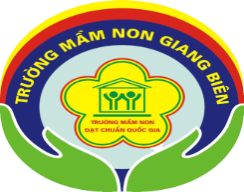 TRƯỜNG MẦM NON GIANG BIÊN
TRƯỜNG MẦM NON
ĐẠT CHUẨN QUỐC GIA